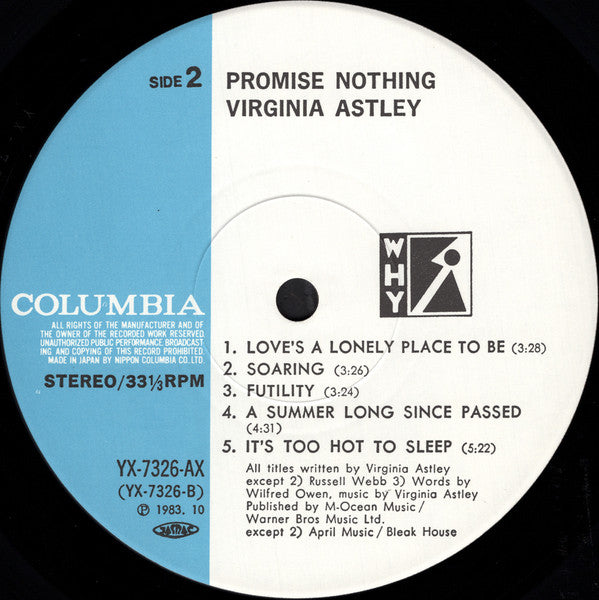 SIDE 2
PROMISE NOTHING
VIRGINIA ASTLEY
WHY
COLUMBIA
ALL RIGHTS OF THE MANUFACTURER AND OF
THE OWNER OF THE RECORDED WORK RESERVED
UNAUTHORIZED PUBLIC PERFORMANCE BROADCAST
ING AND COPYING OF THIS RECORD PROHIBITED
MADE IN JAPAN BY NIPPON COLUMBIA CO. LTD.
STEREO/33⅓RPM
1. LOVE'S A LONELY PLACE TO BE (3:28)
2. SOARING (3:26)
3. FUTILITY (3:24)
4. A SUMMER LONG SINCE PASSED
(4:31)
5. IT'S TOO HOT TO SLEEP (5:22)
YX-7326-AX
(YX-7326-B)
Ⓟ 1983. 10
JASRAC
All titles written by Virginia Astley
except 2) Russell Webb 3) Words by
Wilfred Owen, music by Virginia Astley
Published by M-Ocean Music/
Warner Bros Music Ltd.
except 2) April Music/Bleak House